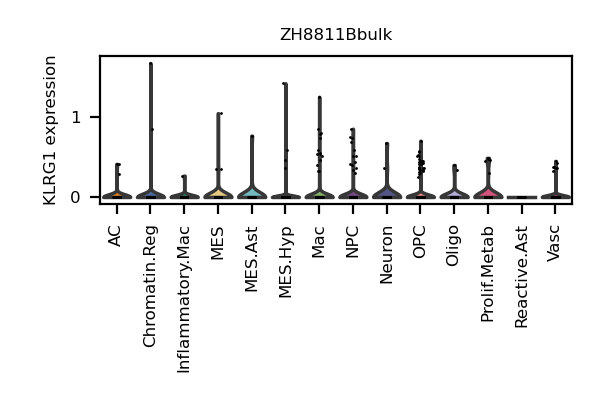 ZH8811Bbulk
KLRG1 expression
1
0
AC
Chromatin.Reg
Inflammatory.Mac
MES
MES.Ast
MES.Hyp
Mac
NPC
Neuron
OPC
Oligo
Prolif.Metab
Reactive.Ast
Vasc